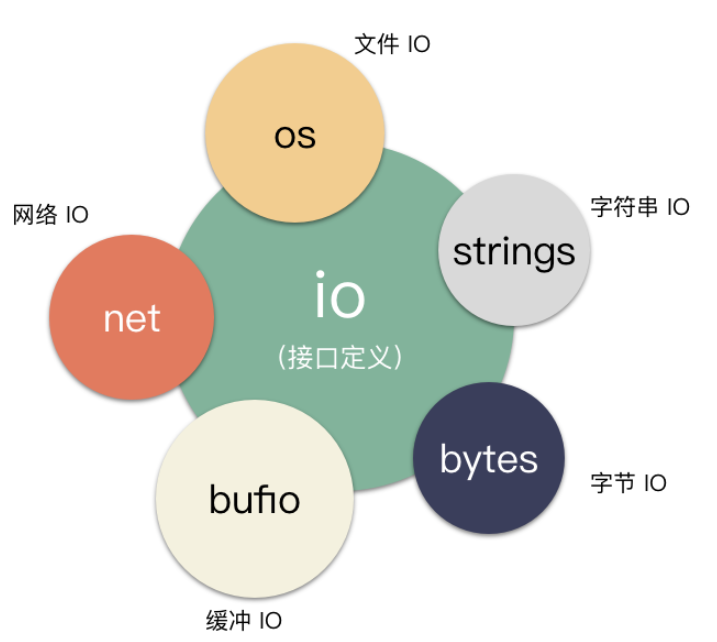 文件 IO
os
字符串 IO
网络 IO
strings
io
net
(接口定义)
bytes
字节 IO
bufio
缓冲 IO